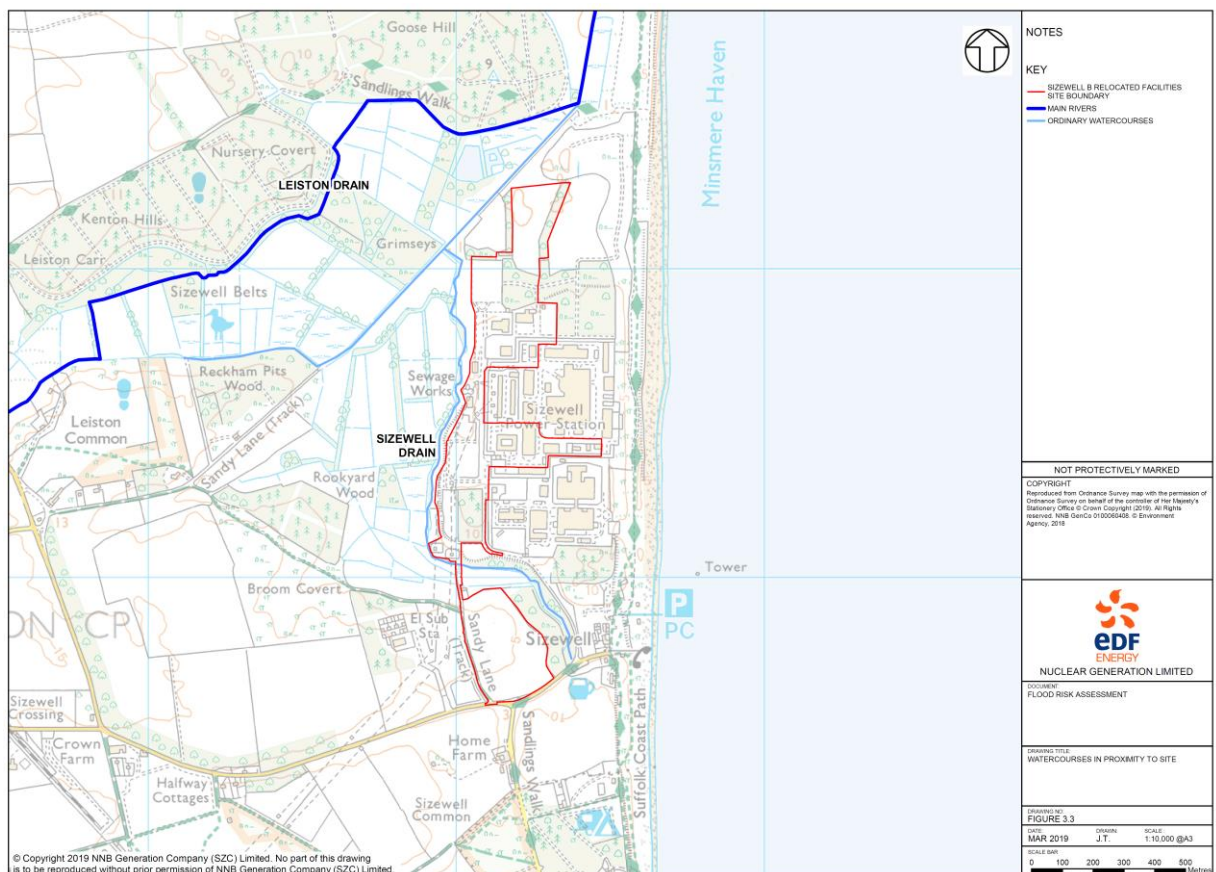 Goose Hill
10
9
Sandlings Walk
Nursery Covert
LEISTON DRAIN
Kenton Hills
11
Leiston Carr
Grimseys
Sizewell Belts
Minsmere Haven
Reckham Pits
Wood
Sewage
Works
Sizewell
Power Station
Leiston
Common
Sandy Lane (Track)
SIZEWELL
DRAIN
Rookyard
Wood
13
Tower
Broom Covert
ON CP
El Sub
Sta
Sandy Lane
(Track)
Sizewell
10
P
PC
Sizewell
Crossing
Crown
Farm
Halfway
Cottages
Home
Farm
Sandlings Walk
Suffolk Coast Path
Sizewell
Common
© Copyright 2019 NNB Generation Company (SZC) Limited. No part of this drawing
is to be reproduced without prior permission of NNB Generation Company (SZC) Limited.
NOTES
KEY
SIZEWELL B RELOCATED FACILITIES
SITE BOUNDARY
MAIN RIVERS
ORDINARY WATERCOURSES
NOT PROTECTIVELY MARKED
COPYRIGHT
Reproduced from Ordnance Survey map with the permission of
Ordnance Survey on behalf of the controller of Her Majesty's
Stationery Office © Crown Copyright (2019). All Rights
reserved. NNB GenCo 0100060408. © Environment
Agency, 2018
eDF
ENERGY
NUCLEAR GENERATION LIMITED
DOCUMENT
FLOOD RISK ASSESSMENT
DRAWING TITLE
WATERCOURSES IN PROXIMITY TO SITE
DRAWING NO
FIGURE 3.3
DATE
MAR 2019
DRAWN
J.T.
SCALE
1:10,000 @A3
SCALE BAR
0 100 200 300 400 500
Metres